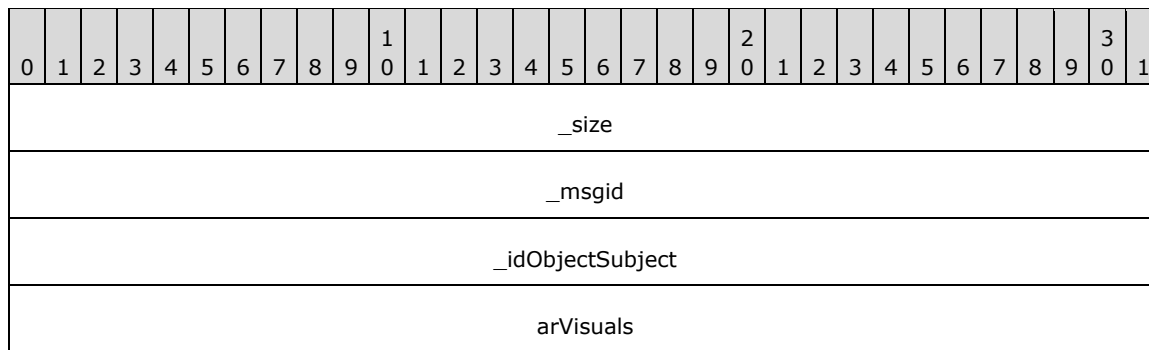 1 2 3
0 1 2 3 4 5 6 7 8 9 0 1 2 3 4 5 6 7 8 9 0 1 2 3 4 5 6 7 8 9 0 1
_size
_msgid
_idObjectSubject
arVisuals